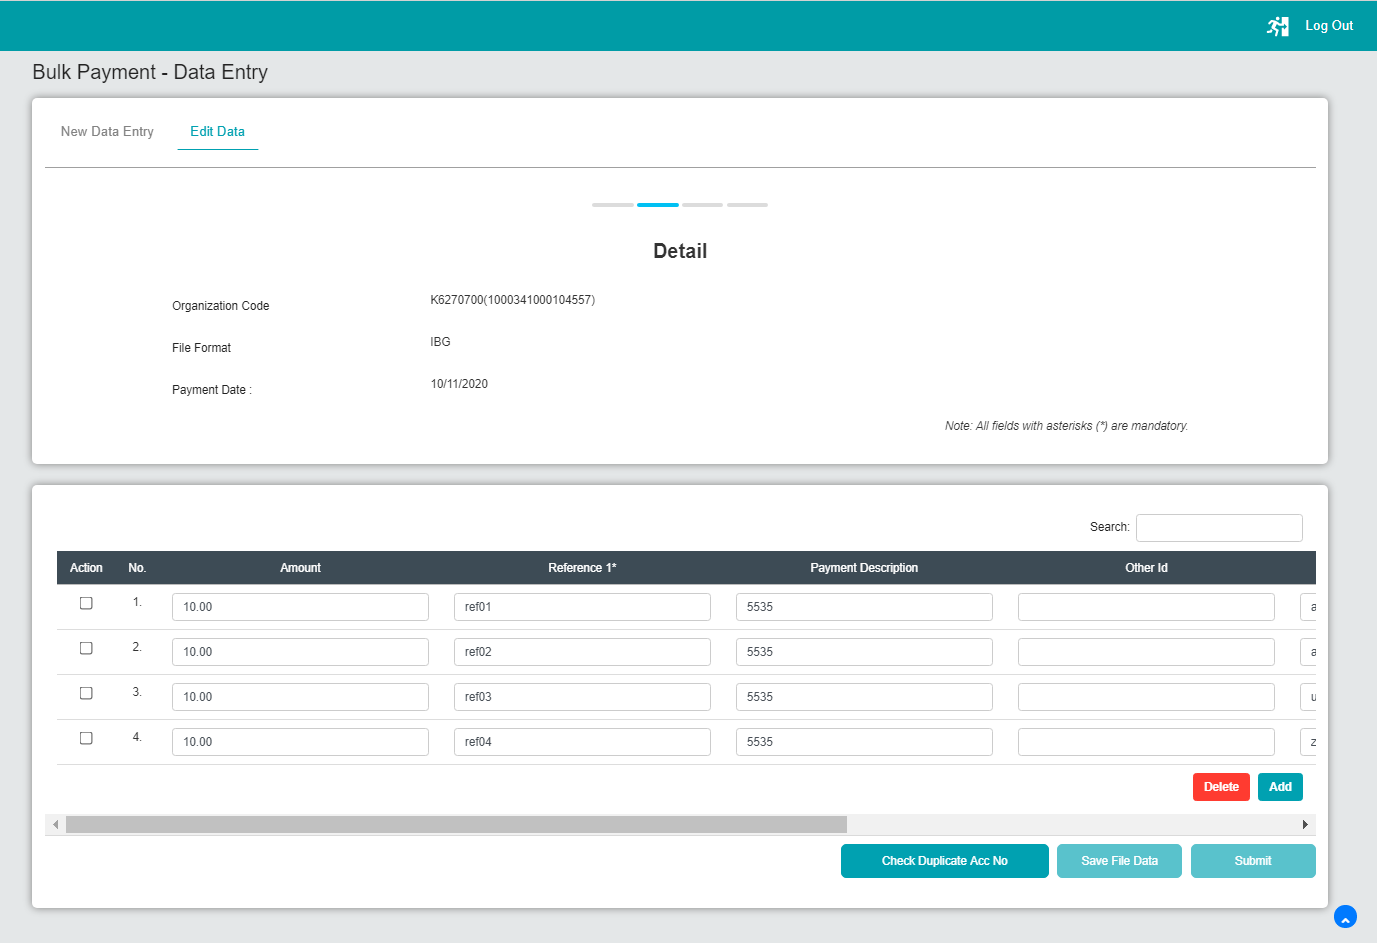 Log Out
Bulk Payment - Data Entry
New Data Entry Edit Data
Detail
Organization Code K6270700(1000341000104557)
File Format IBG
Payment Date : 10/11/2020
Note: All fields with asterisks (*) are mandatory.
Search:
Action No. Amount Reference 1* Payment Description Other Id
1. 10.00 ref01 5535 a
2. 10.00 ref02 5535 a
3. 10.00 ref03 5535 u
4. 10.00 ref04 5535 z
Delete Add
Check Duplicate Acc No Save File Data Submit